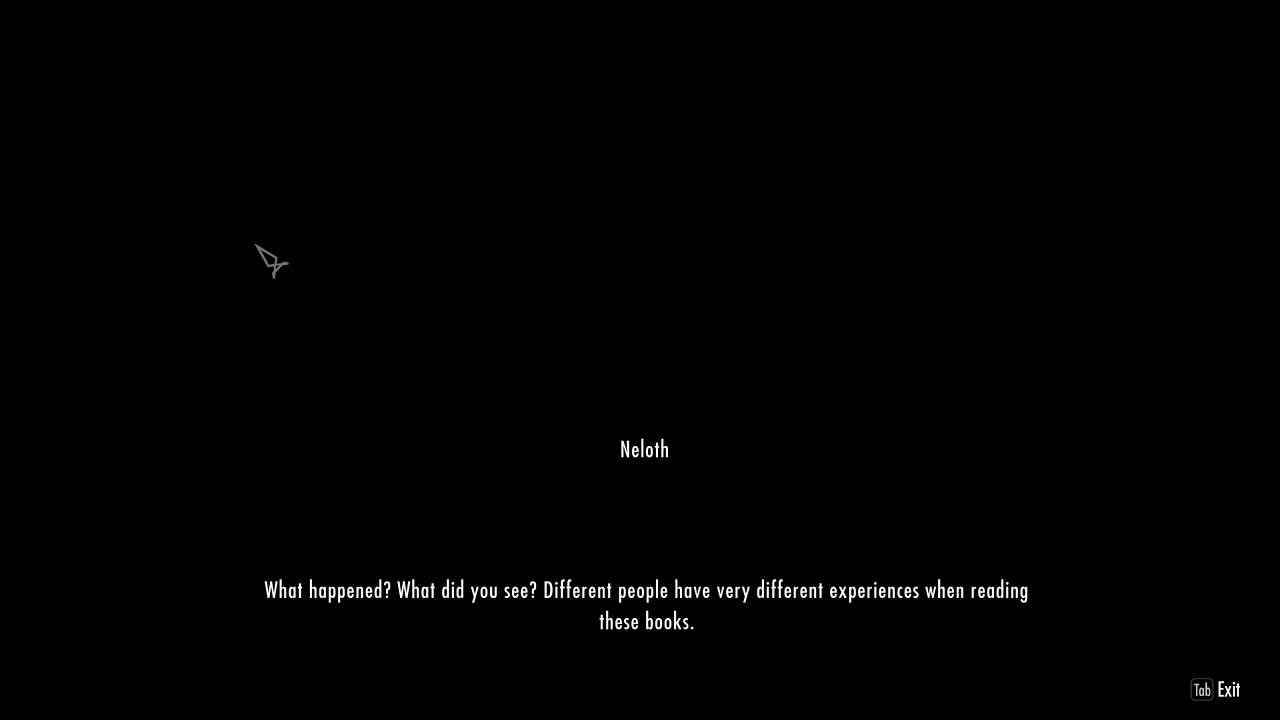 Neloth
What happened? What did you see? Different people have very different experiences when reading
these books.
Tab Exit